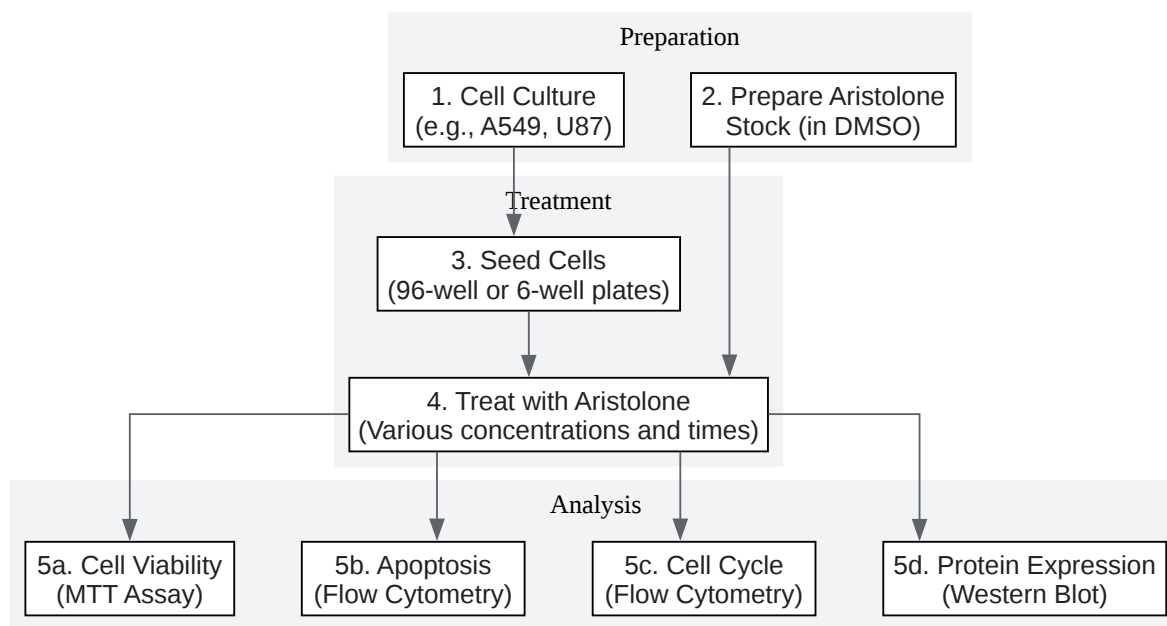 Preparation
1. Cell Culture
(e.g., A549, U87)
2. Prepare Aristolone
Stock (in DMSO)
Treatment
3. Seed Cells
(96-well or 6-well plates)
4. Treat with Aristolone
(Various concentrations and times)
Analysis
5a. Cell Viability
(MTT Assay)
5b. Apoptosis
(Flow Cytometry)
5c. Cell Cycle
(Flow Cytometry)
5d. Protein Expression
(Western Blot)